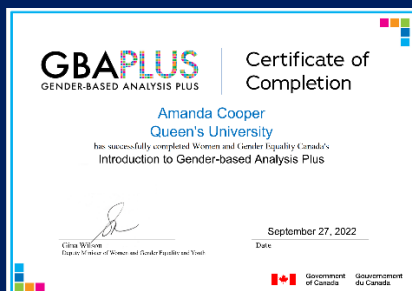 GBAPLUS
GENDER-BASED ANALYSIS PLUS
Certificate of
Completion
Amanda Cooper
Queen's University
has successfully completed Women and Gender Equality Canada's
Introduction to Gender-based Analysis Plus
September 27, 2022
Gina Wilson
Date
Deputy Minister of Women and Gender Equality and Youth
Government
of Canada
Gouvernement
du Canada